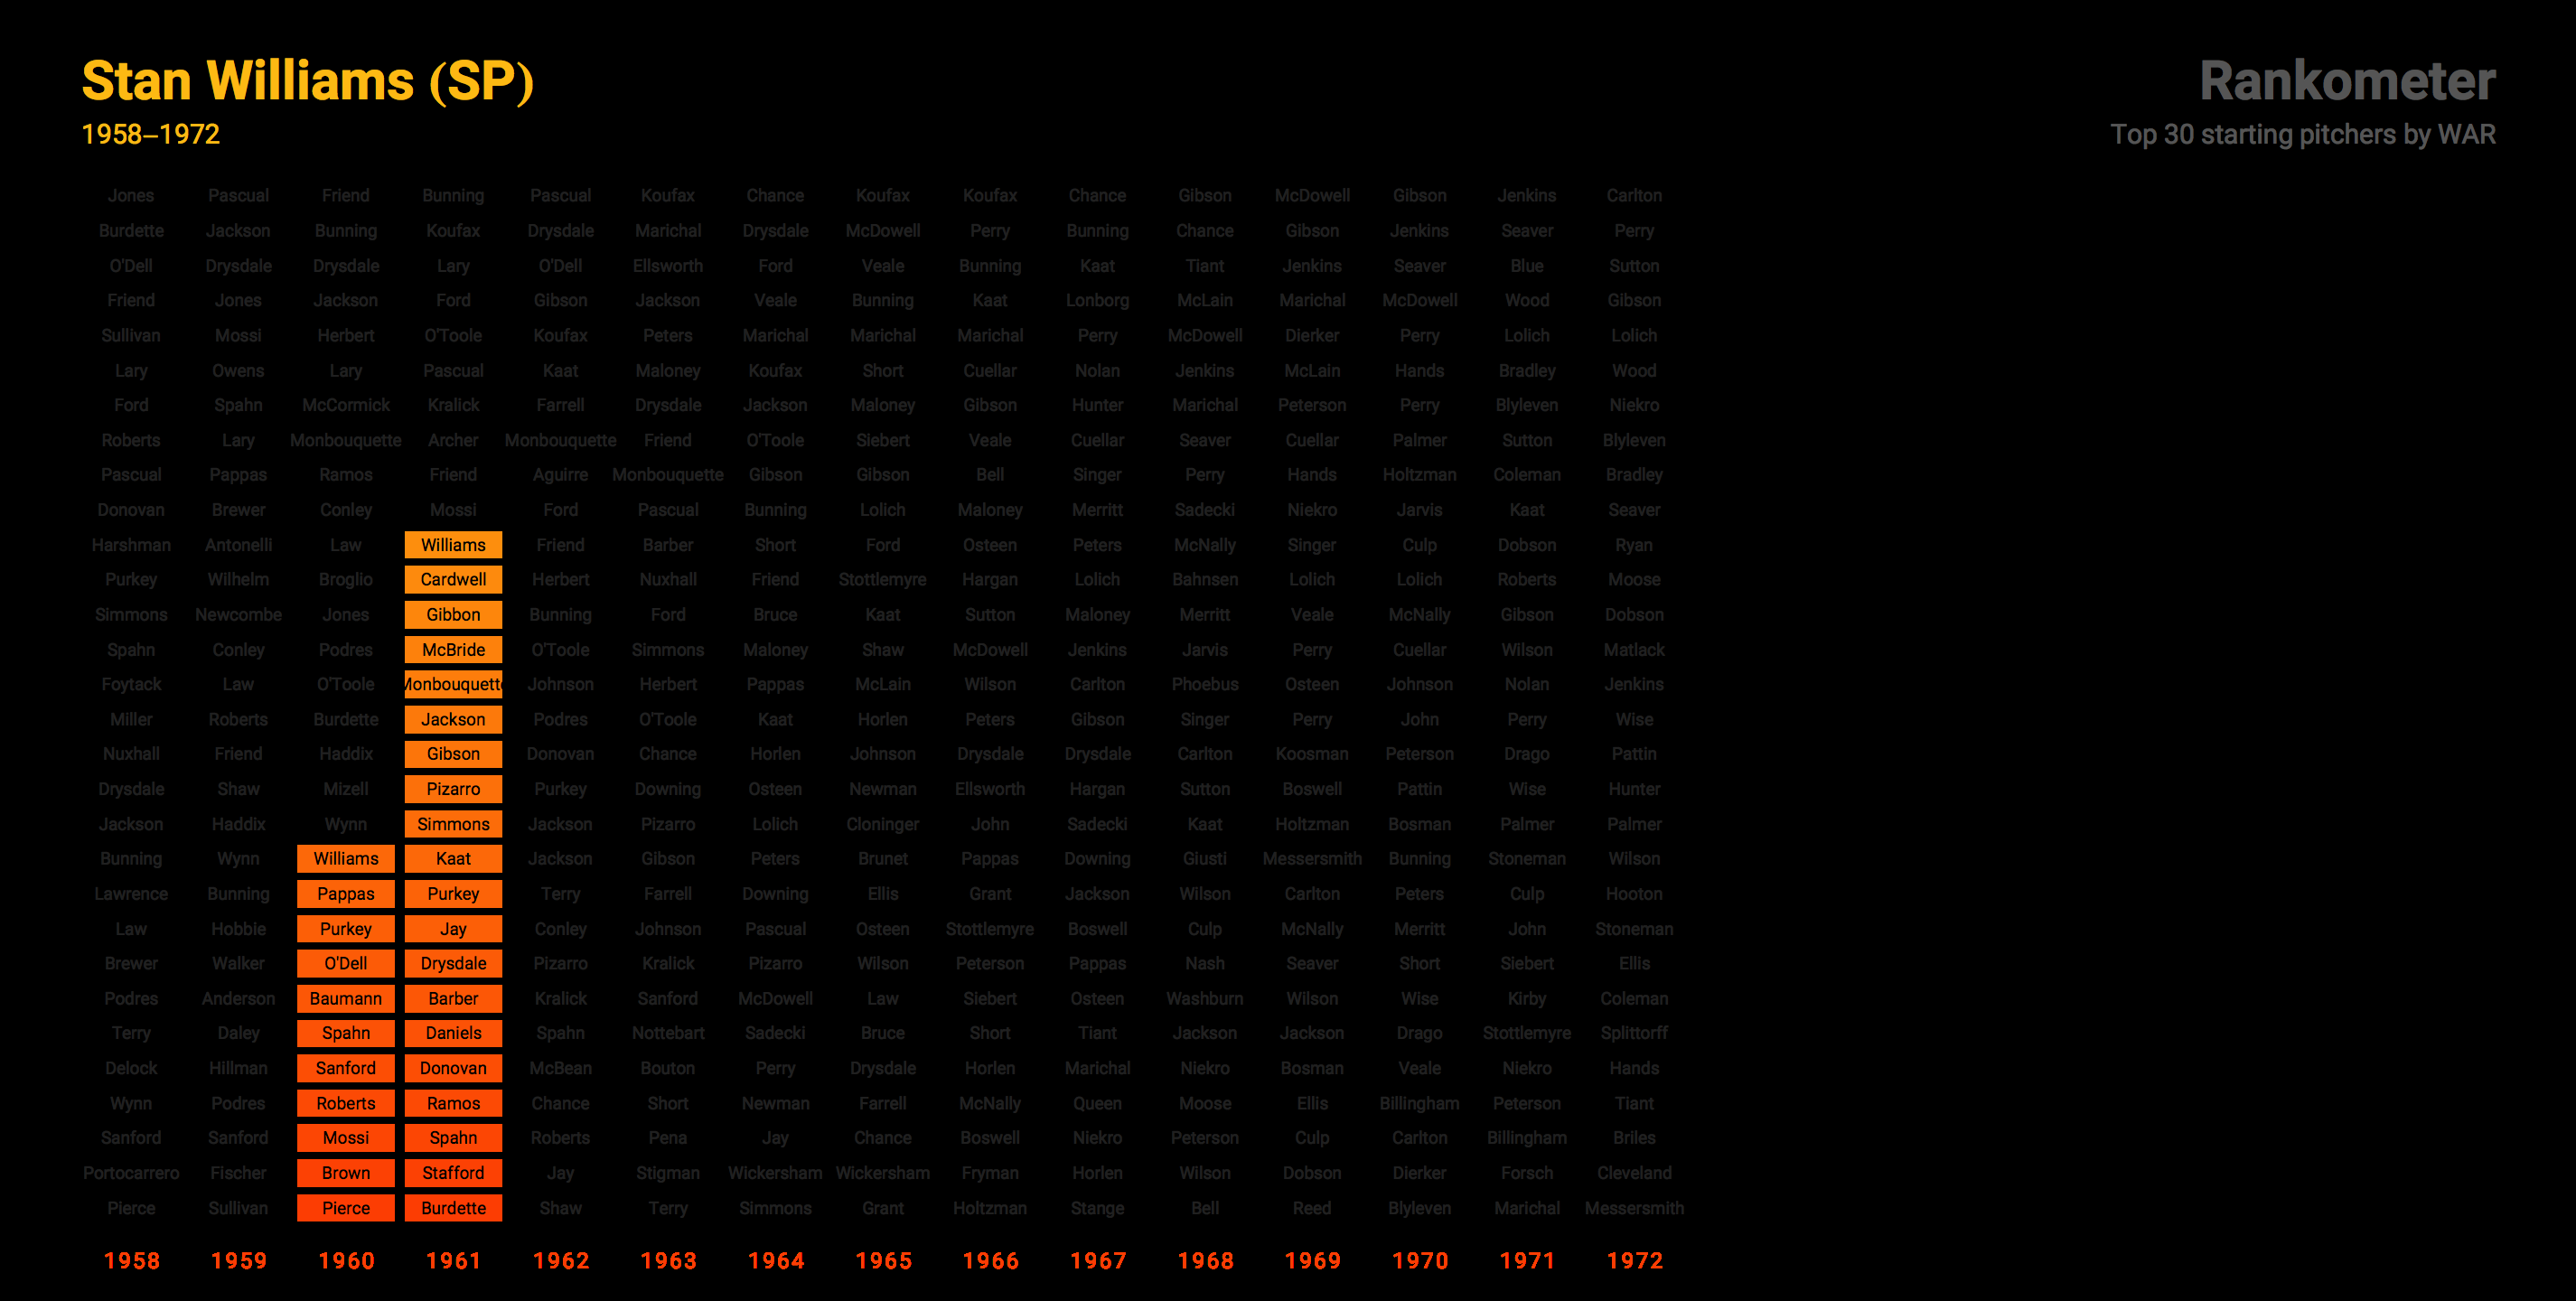 Stan Williams (SP)
1958–1972
Rankometer
Top 30 starting pitchers by WAR
Jones Pascual Friend Bunning Pascual Koufax Chance Koufax Koufax Chance Gibson McDowell Gibson Jenkins Carlton
Burdette Jackson Bunning Koufax Drysdale Marichal Drysdale McDowell Perry Bunning Chance Gibson Jenkins Seaver Perry
O'Dell Drysdale Drysdale Lary O'Dell Ellsworth Ford Veale Bunning Kaat Tiant Jenkins Seaver Blue Sutton
Friend Jones Jackson Ford Gibson Jackson Veale Bunning Kaat Lonborg McLain Marichal McDowell Wood Gibson
Sullivan Mossi Herbert O'Toole Koufax Peters Marichal Marichal Marichal Perry McDowell Dierker Perry Lolich Lolich
Lary Owens Lary Pascual Kaat Maloney Koufax Short Cuellar Nolan Jenkins McLain Hands Bradley Wood
Ford Spahn McCormick Kralick Farrell Drysdale Jackson Maloney Gibson Hunter Marichal Peterson Perry Blyleven Niekro
Roberts Lary Monbouquette Archer Monbouquette Friend O'Toole Siebert Veale Cuellar Seaver Cuellar Palmer Sutton Blyleven
Pascual Pappas Ramos Friend Aguirre Monbouquette Gibson Gibson Bell Singer Perry Hands Holtzman Coleman Bradley
Donovan Brewer Conley Mossi Ford Pascual Bunning Lolich Maloney Merritt Sadecki Niekro Jarvis Kaat Seaver
Harshman Antonelli Law Williams Friend Barber Short Ford Osteen Peters McNally Singer Culp Dobson Ryan
Purkey Wilhelm Broglio Cardwell Herbert Nuxhall Friend Stottlemyre Hargan Lolich Bahnsen Lolich Lolich Roberts Moose
Simmons Newcombe Jones Gibbon Bunning Ford Bruce Kaat Sutton Maloney Merritt Veale McNally Gibson Dobson
Spahn Conley Podres McBride O'Toole Simmons Maloney Shaw McDowell Jenkins Jarvis Perry Cuellar Wilson Matlack
Foytack Law O'Toole Monbouquette Johnson Herbert Pappas McLain Wilson Carlton Phoebus Osteen Johnson Nolan Jenkins
Miller Roberts Burdette Jackson Podres O'Toole Kaat Horlen Peters Gibson Singer Perry John Perry Wise
Nuxhall Friend Haddix Gibson Donovan Chance Horlen Johnson Drysdale Drysdale Carlton Koosman Peterson Drago Pattin
Drysdale Shaw Mizell Pizarro Purkey Downing Osteen Newman Ellsworth Hargan Sutton Boswell Pattin Wise Hunter
Jackson Haddix Wynn Simmons Jackson Pizarro Lolich Cloninger John Sadecki Kaat Holtzman Bosman Palmer Palmer
Bunning Wynn Williams Kaat Jackson Gibson Peters Brunet Pappas Downing Giusti Messersmith Bunning Stoneman Wilson
Lawrence Bunning Pappas Purkey Terry Farrell Downing Ellis Grant Jackson Wilson Carlton Peters Culp Hooton
Law Hobbie Purkey Jay Conley Johnson Pascual Osteen Stottlemyre Boswell Culp McNally Merritt John Stoneman
Brewer Walker O'Dell Drysdale Pizarro Kralick Pizarro Wilson Peterson Pappas Nash Seaver Short Siebert Ellis
Podres Anderson Baumann Barber Kralick Sanford McDowell Law Siebert Osteen Washburn Wilson Wise Kirby Coleman
Terry Daley Spahn Daniels Spahn Nottebart Sadecki Bruce Short Tiant Jackson Jackson Drago Stottlemyre Splittorff
Delock Hillman Sanford Donovan McBean Bouton Perry Drysdale Horlen Marichal Niekro Bosman Veale Niekro Hands
Wynn Podres Roberts Ramos Chance Short Newman Farrell McNally Queen Moose Ellis Billingham Peterson Tiant
Sanford Sanford Mossi Spahn Roberts Pena Jay Chance Boswell Niekro Peterson Culp Carlton Billingham Briles
Portocarrero Fischer Brown Stafford Jay Stigman Wickersham Wickersham Fryman Horlen Wilson Dobson Dierker Forsch Cleveland
Pierce Sullivan Pierce Burdette Shaw Terry Simmons Grant Holtzman Stange Bell Reed Blyleven Marichal Messersmith
1958 1959 1960 1961 1962 1963 1964 1965 1966 1967 1968 1969 1970 1971 1972